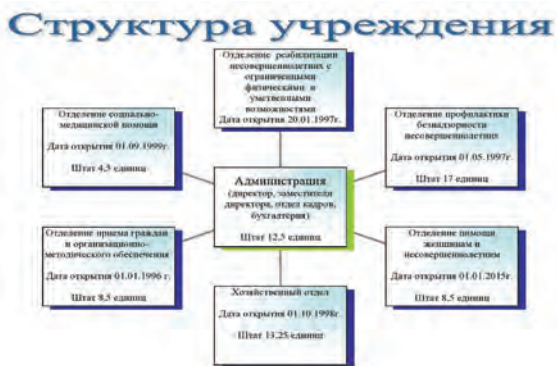 Структура учреждения
Отделение реабилитации
несовершеннолетних с
ограниченными
физическими и
умственными
возможностями
Дата открытия 20.01.1997г.
Отделение социально-
медицинской помощи
Дата открытия 01.09.1999г.
Штат 4,5 единиц
Отделение профилактики
безнадзорности
несовершеннолетних
Дата открытия 01.05.1997г.
Штат 17 единиц
Администрация
(директор, заместители
директора, отдел кадров,
бухгалтерия)
Штат 12,5 единиц
Отделение приема граждан
и организационно-
методического обеспечения
Дата открытия 01.01.1996 г.
Штат 8,5 единиц
Отделение помощи
женщинам и
несовершеннолетним
Дата открытия 01.01.2015г.
Штат 8,5 единиц
Хозяйственный отдел
Дата открытия 01.10.1998г.
Штат 13,25 единиц